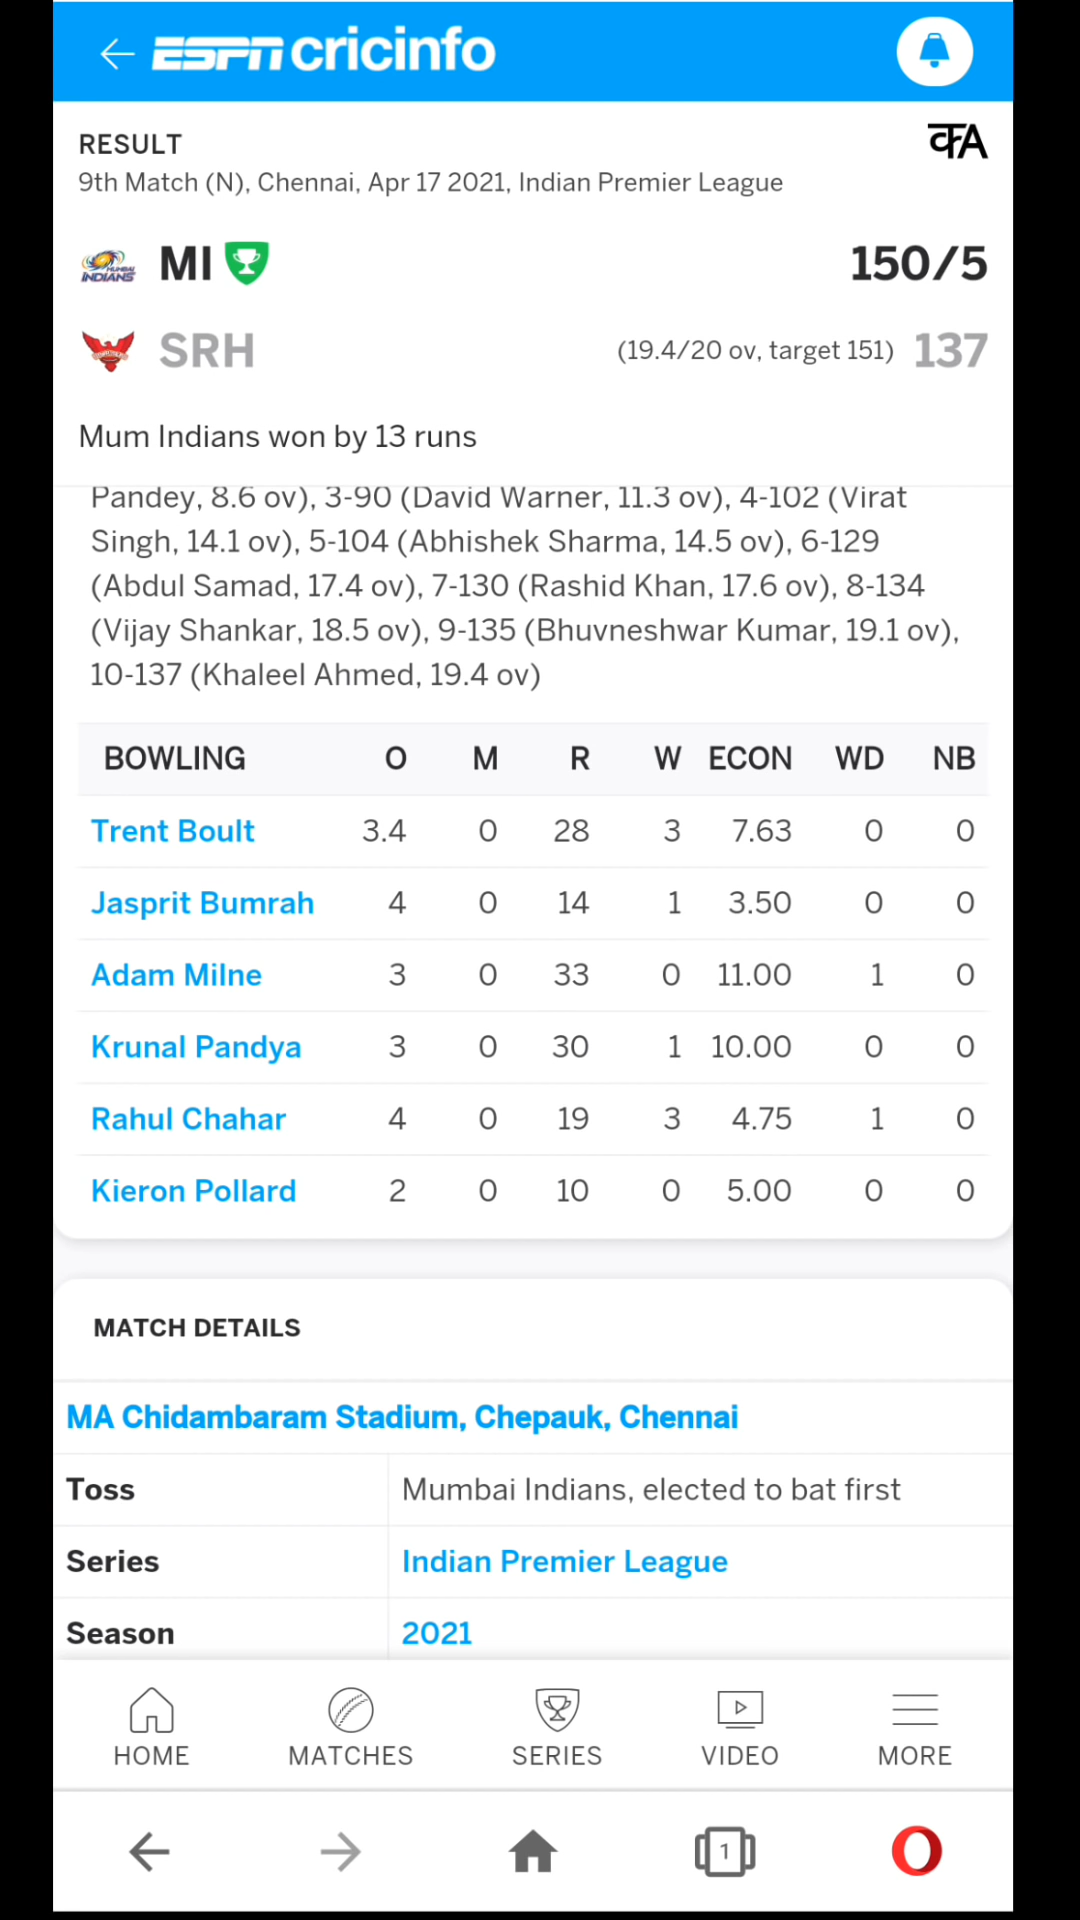 ESPN cricinfo
RESULT
क A
9th Match (N), Chennai, Apr 17 2021, Indian Premier League
MUMBAI INDIANS MI 150/5
SRH (19.4/20 ov, target 151) 137
Mum Indians won by 13 runs
Pandey, 8.6 ov), 3-90 (David Warner, 11.3 ov), 4-102 (Virat
Singh, 14.1 ov), 5-104 (Abhishek Sharma, 14.5 ov), 6-129
(Abdul Samad, 17.4 ov), 7-130 (Rashid Khan, 17.6 ov), 8-134
(Vijay Shankar, 18.5 ov), 9-135 (Bhuvneshwar Kumar, 19.1 ov),
10-137 (Khaleel Ahmed, 19.4 ov)
BOWLING O M R W ECON WD NB
Trent Boult 3.4 0 28 3 7.63 0 0
Jasprit Bumrah 4 0 14 1 3.50 0 0
Adam Milne 3 0 33 0 11.00 1 0
Krunal Pandya 3 0 30 1 10.00 0 0
Rahul Chahar 4 0 19 3 4.75 1 0
Kieron Pollard 2 0 10 0 5.00 0 0
MATCH DETAILS
MA Chidambaram Stadium, Chepauk, Chennai
Toss Mumbai Indians, elected to bat first
Series Indian Premier League
Season 2021
HOME MATCHES SERIES VIDEO MORE
1